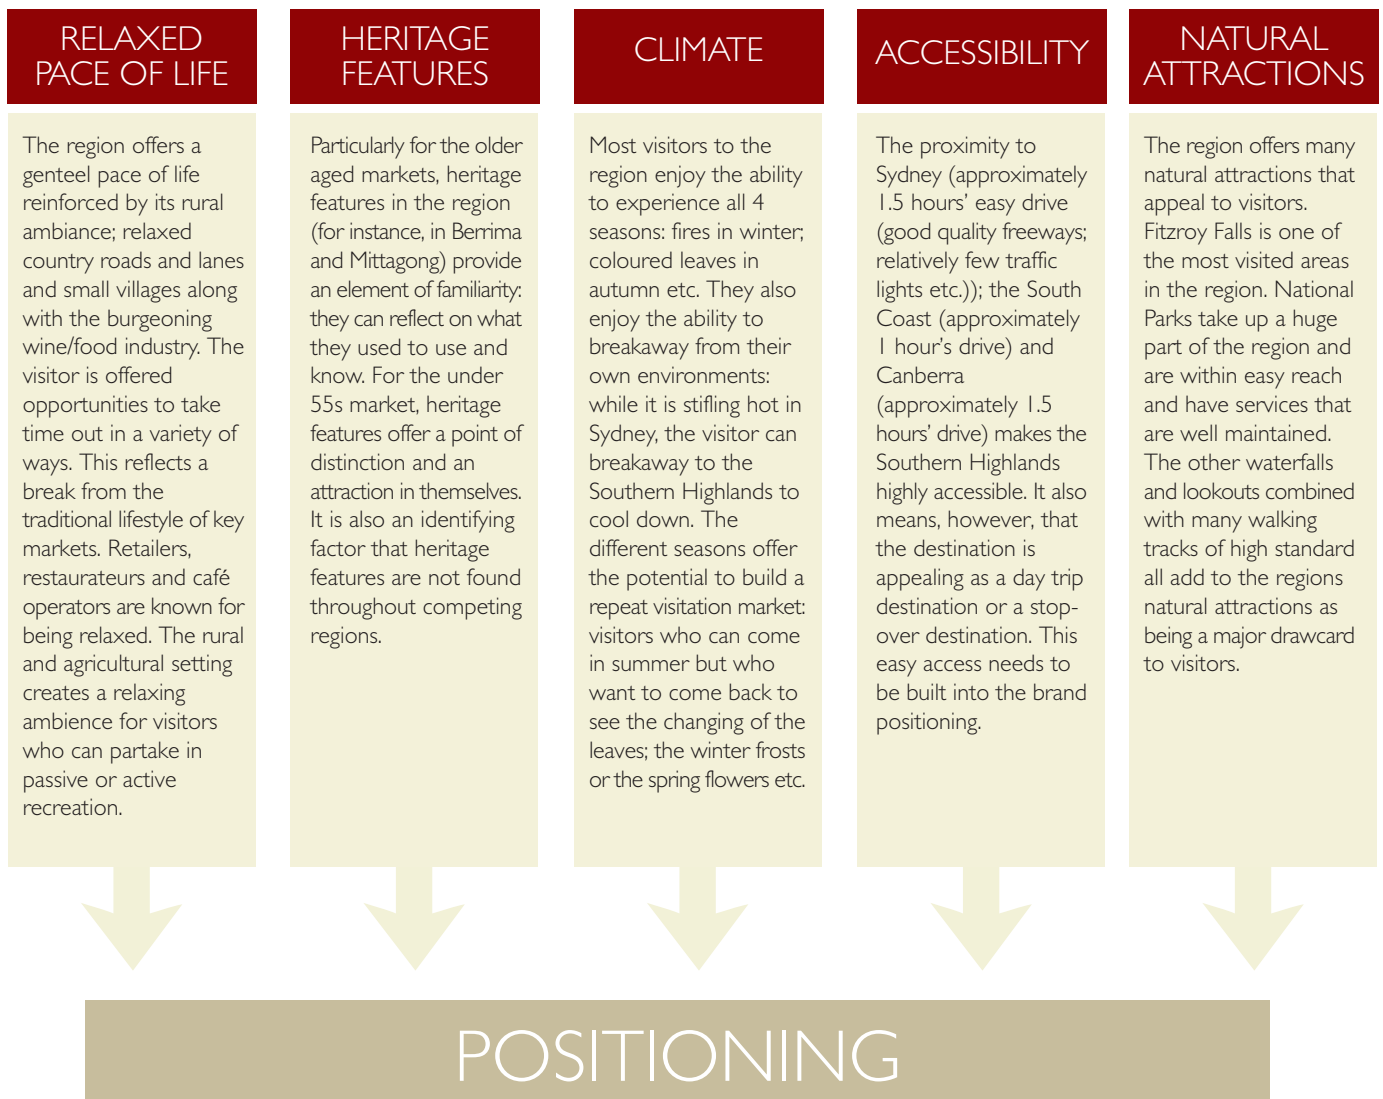 RELAXED
PACE OF LIFE
The region offers a
genteel pace of life
reinforced by its rural
ambiance; relaxed
country roads and lanes
and small villages along
with the burgeoning
wine/food industry. The
visitor is offered
opportunities to take
time out in a variety of
ways. This reflects a
break from the
traditional lifestyle of key
markets. Retailers,
restaurateurs and café
operators are known for
being relaxed. The rural
and agricultural setting
creates a relaxing
ambience for visitors
who can partake in
passive or active
recreation.
HERITAGE
FEATURES
Particularly for the older
aged markets, heritage
features in the region
(for instance, in Berrima
and Mittagong) provide
an element of familiarity:
they can reflect on what
they used to use and
know. For the under
55s market, heritage
features offer a point of
distinction and an
attraction in themselves.
It is also an identifying
factor that heritage
features are not found
throughout competing
regions.
CLIMATE
Most visitors to the
region enjoy the ability
to experience all 4
seasons: fires in winter;
coloured leaves in
autumn etc. They also
enjoy the ability to
breakaway from their
own environments:
while it is stifling hot in
Sydney, the visitor can
breakaway to the
Southern Highlands to
cool down. The
different seasons offer
the potential to build a
repeat visitation market:
visitors who can come
in summer but who
want to come back to
see the changing of the
leaves; the winter frosts
or the spring flowers etc.
ACCESSIBILITY
The proximity to
Sydney (approximately
1.5 hours’ easy drive
(good quality freeways;
relatively few traffic
lights etc.)); the South
Coast (approximately
1 hour’s drive) and
Canberra
(approximately 1.5
hours’ drive) makes the
Southern Highlands
highly accessible. It also
means, however, that
the destination is
appealing as a day trip
destination or a stop-
over destination. This
easy access needs to
be built into the brand
positioning.
NATURAL
ATTRACTIONS
The region offers many
natural attractions that
appeal to visitors.
Fitzroy Falls is one of
the most visited areas
in the region. National
Parks take up a huge
part of the region and
are within easy reach
and have services that
are well maintained.
The other waterfalls
and lookouts combined
with many walking
tracks of high standard
all add to the regions
natural attractions as
being a major drawcard
to visitors.
POSITIONING